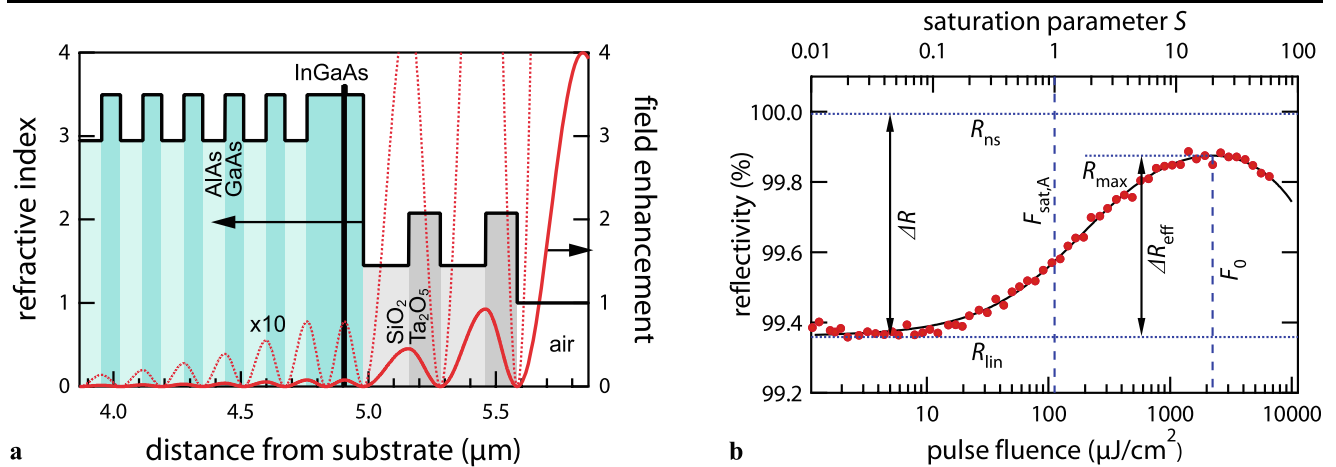 4
3
2
1
0
refractive index
InGaAs
AlAs
GaAs
x10
SiO2
Ta2O5
air
4
3
2
1
0
field enhancement
4.0
4.5
5.0
5.5
distance from substrate (μm)
a
saturation parameter S
0.01
0.1
1
10
100
100.0
99.8
99.6
99.4
99.2
reflectivity (%)
Rns
ΔR
Fsat,A
Rmax
ΔReff
F0
Rlin
10
100
1000
10000
pulse fluence (μJ/cm²)
b